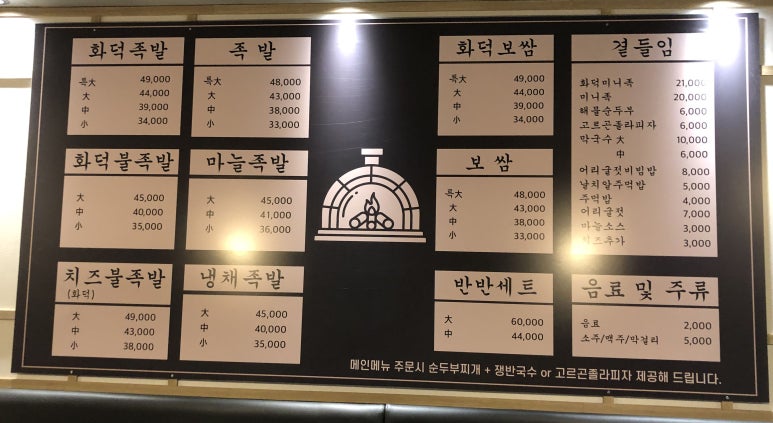 화덕족발
특大 49,000
大 44,000
中 39,000
小 34,000
족발
특大 48,000
大 43,000
中 38,000
小 33,000
화덕불족발
大 45,000
中 40,000
小 35,000
마늘족발
大 45,000
中 41,000
小 36,000
치즈불족발
(화덕)
大 49,000
中 43,000
小 38,000
냉채족발
大 45,000
中 40,000
小 35,000
화덕보쌈
특大 49,000
大 44,000
中 39,000
小 34,000
보쌈
특大 48,000
大 43,000
中 38,000
小 33,000
반반세트
大 60,000
中 44,000
곁들임
화덕미니족 21,000
미니족 20,000
해물순두부 6,000
고르곤졸라피자 6,000
막국수 大 10,000
中 6,000
어리굴젓비빔밥 8,000
날치알주먹밥 5,000
주먹밥 4,000
어리굴젓 7,000
마늘소스 3,000
치즈추가 3,000
음료 및 주류
음료 2,000
소주/맥주/막걸리 5,000
메인메뉴 주문시 순두부찌개 + 쟁반국수 or 고르곤졸라피자 제공해 드립니다.